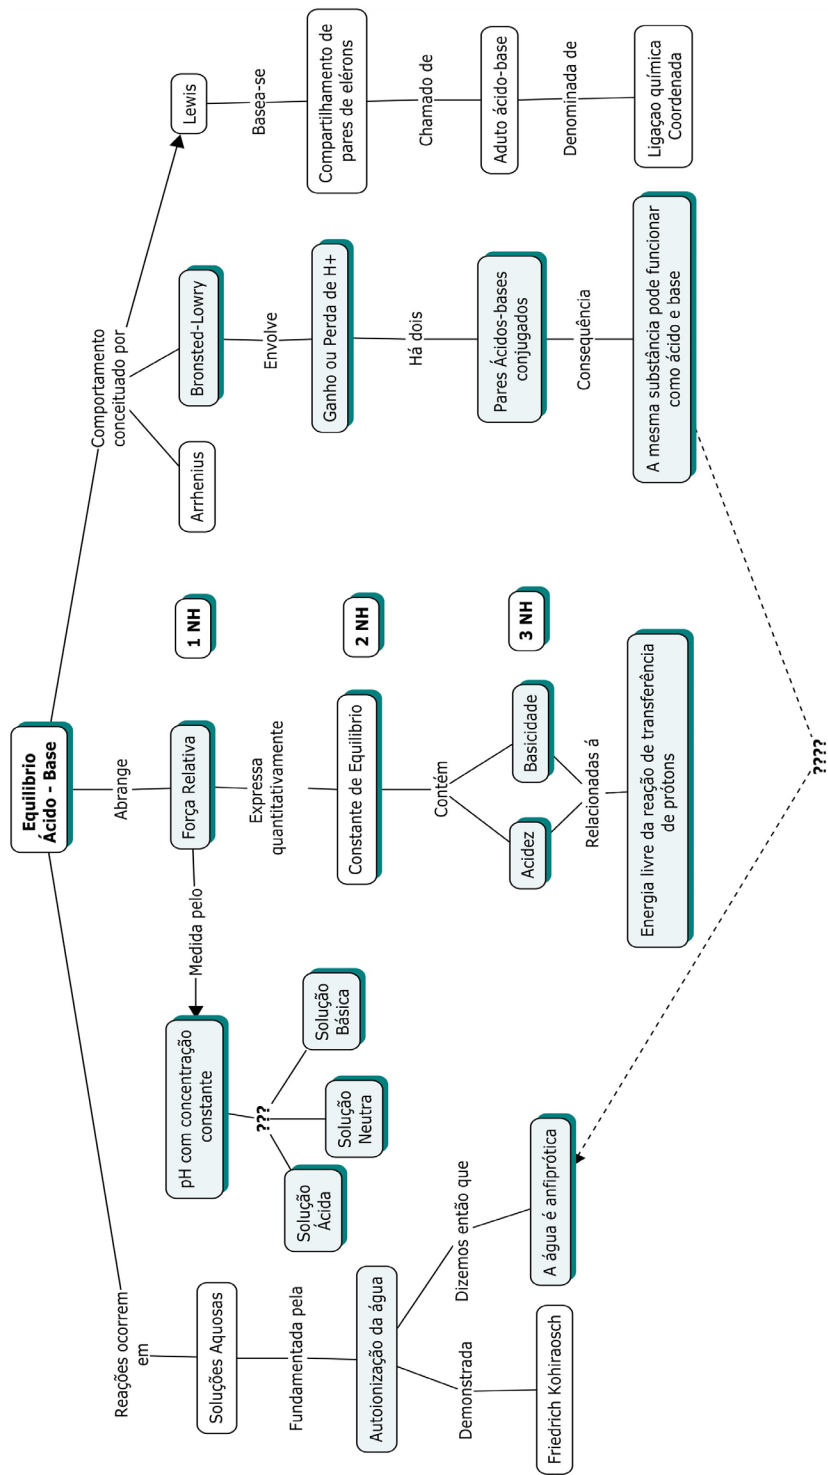 Equilibrio
Ácido - Base
Reações ocorrem
em
Soluções Aquosas
Fundamentada pela
Autoionização da água
Demonstrada
Friedrich Kohiraosch
Dizemos então que
A água é anfiprótica
Abrange
Força Relativa
Medida pelo
pH com concentração
constante
???
Solução
Ácida
Solução
Neutra
Solução
Básica
Expressa
quantitativamente
Constante de Equilibrio
Contém
Acidez
Basicidade
Relacionadas á
Energia livre da reação de transferência
de prótons
1 NH
2 NH
3 NH
Comportamento
conceituado por
Arrhenius
Bronsted-Lowry
Envolve
Ganho ou Perda de H+
Há dois
Pares Ácidos-bases
conjugados
Consequência
A mesma substância pode funcionar
como ácido e base
????
Lewis
Basea-se
Compartilhamento de
pares de elérons
Chamado de
Aduto ácido-base
Denominada de
Ligaçao química
Coordenada